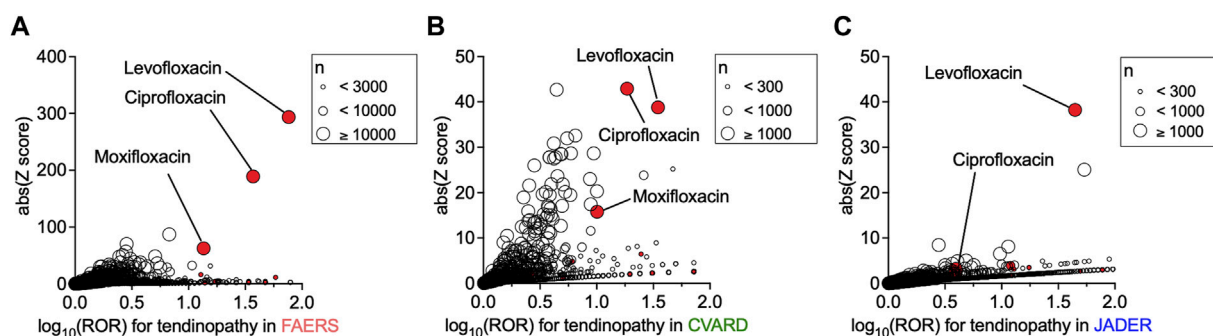 A
abs(Z score)
400
300
200
100
0
0.0 0.5 1.0 1.5 2.0
Levofloxacin
Ciprofloxacin
Moxifloxacin
n
< 3000
< 10000
≥ 10000
log10(ROR) for tendinopathy in FAERS
B
abs(Z score)
50
40
30
20
10
0
0.0 0.5 1.0 1.5 2.0
Levofloxacin
Ciprofloxacin
Moxifloxacin
n
< 300
< 1000
≥ 1000
log10(ROR) for tendinopathy in CVARD
C
abs(Z score)
50
40
30
20
10
0
0.0 0.5 1.0 1.5 2.0
Levofloxacin
Ciprofloxacin
n
< 300
< 1000
≥ 1000
log10(ROR) for tendinopathy in JADER